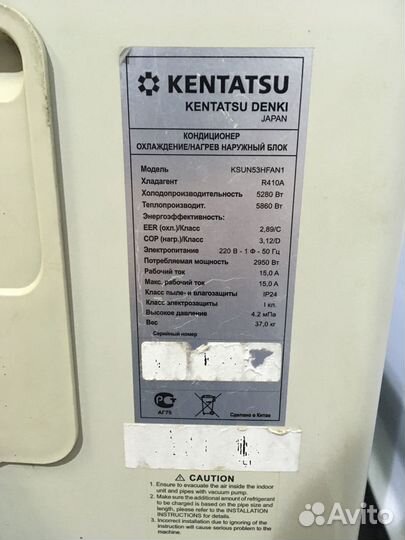 KENTATSU
KENTATSU DENKI
JAPAN
КОНДИЦИОНЕР
ОХЛАЖДЕНИЕ/НАГРЕВ НАРУЖНЫЙ БЛОК
Модель KSUN53HFAN1
Хладагент R410A
Холодопроизводительность 5280 Вт
Теплопроизводит. 5860 Вт
Энергоэффективность:
EER (охл.)/Класс 2,89/C
COP (нагр.)/Класс 3,12/D
Электропитание 220 В - 1 Ф - 50 Гц
Потребляемая мощность 2950 Вт
Рабочий ток 15,0 А
Макс. рабочий ток 15,0 А
Класс пыле- и влагозащиты IP24
Класс электрозащиты I кл.
Высокое давление 4.2 мПа
Вес 37,0 кг
Серийный номер
АГ75
Сделано в Китае
CAUTION
1. Ensure to evacuate the air inside the indoor
unit and pipes with vacuum pump.
2. Make sure the additional amount of refrigerant
to be charged is based on the pipe size and
length, please refer to the INSTALLATION
INSTRUCTIONS for details.
3. Incorrect installation due to ignoring of the
caution will cause serious problem to the
machine.
Avito